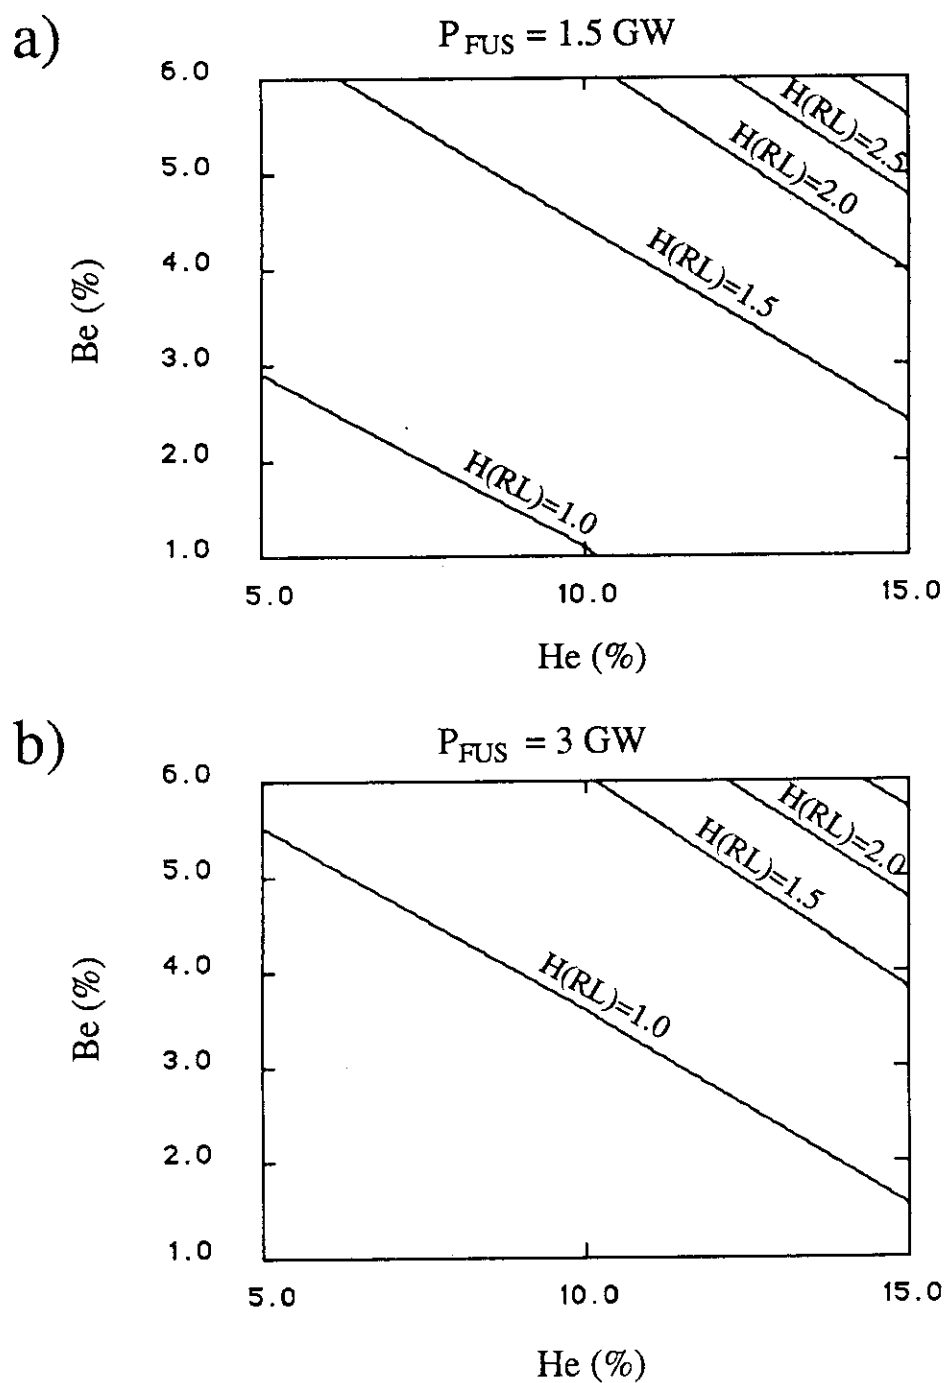 a)
P_FUS = 1.5 GW
6.0
5.0
4.0
3.0
2.0
1.0
Be (%)
H(RL)=2.5
H(RL)=2.0
H(RL)=1.5
H(RL)=1.0
5.0
10.0
15.0
He (%)
b)
P_FUS = 3 GW
6.0
5.0
4.0
3.0
2.0
1.0
Be (%)
H(RL)=2.0
H(RL)=1.5
H(RL)=1.0
5.0
10.0
15.0
He (%)